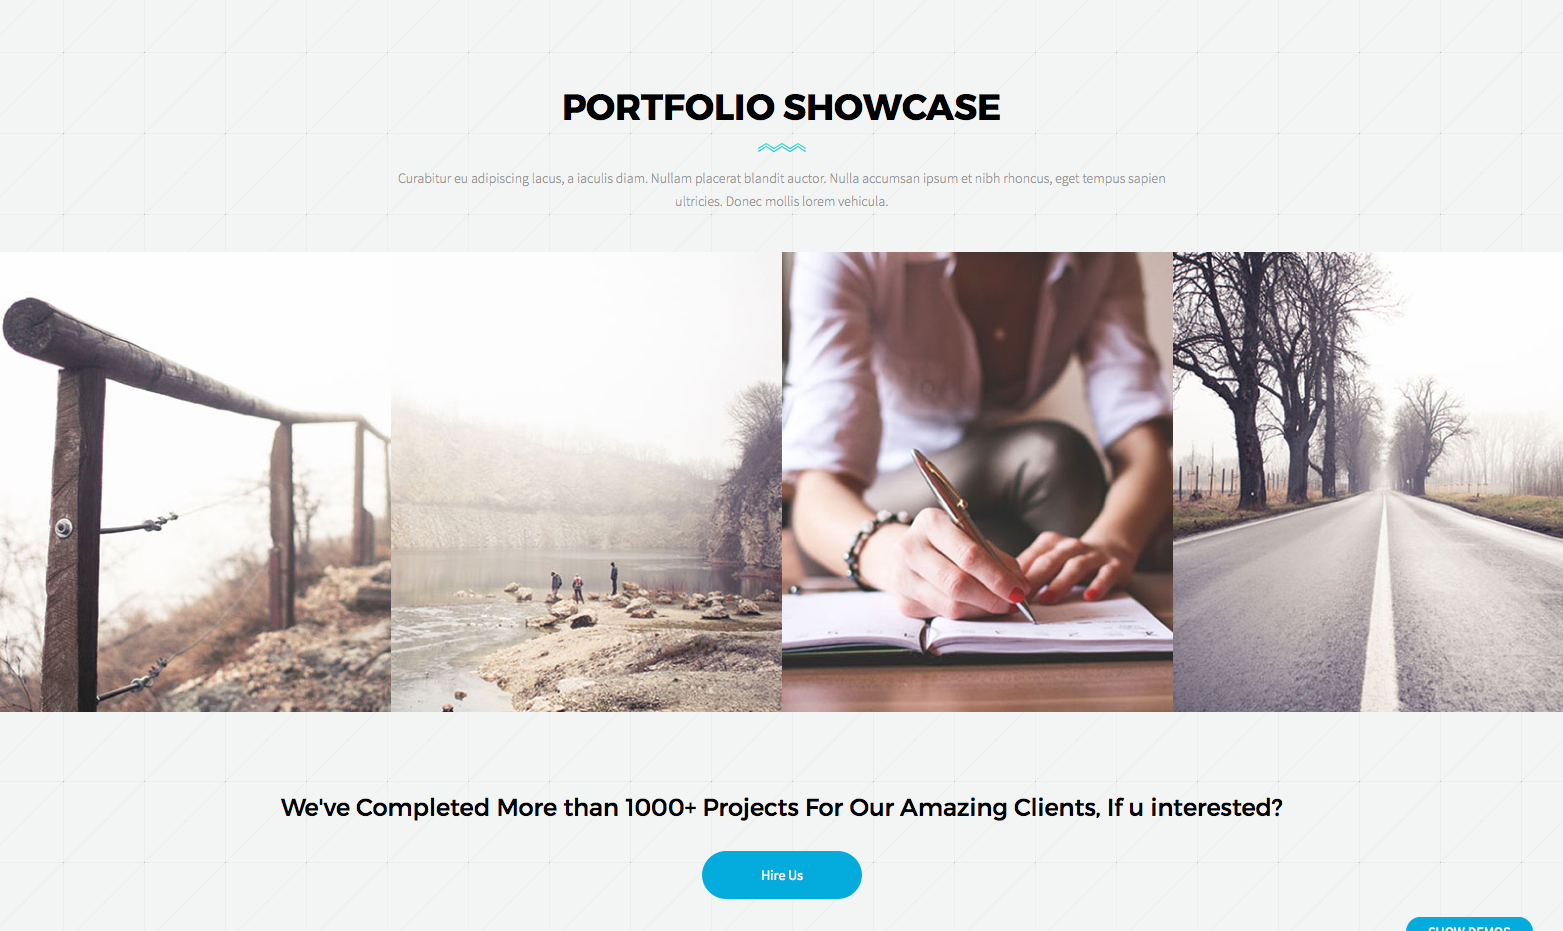 PORTFOLIO SHOWCASE
Curabitur eu adipiscing lacus, a iaculis diam. Nullam placerat blandit auctor. Nulla accumsan ipsum et nibh rhoncus, eget tempus sapien
ultricies. Donec mollis lorem vehicula.
We've Completed More than 1000+ Projects For Our Amazing Clients, If u interested?
Hire Us
SHOW DEMOS